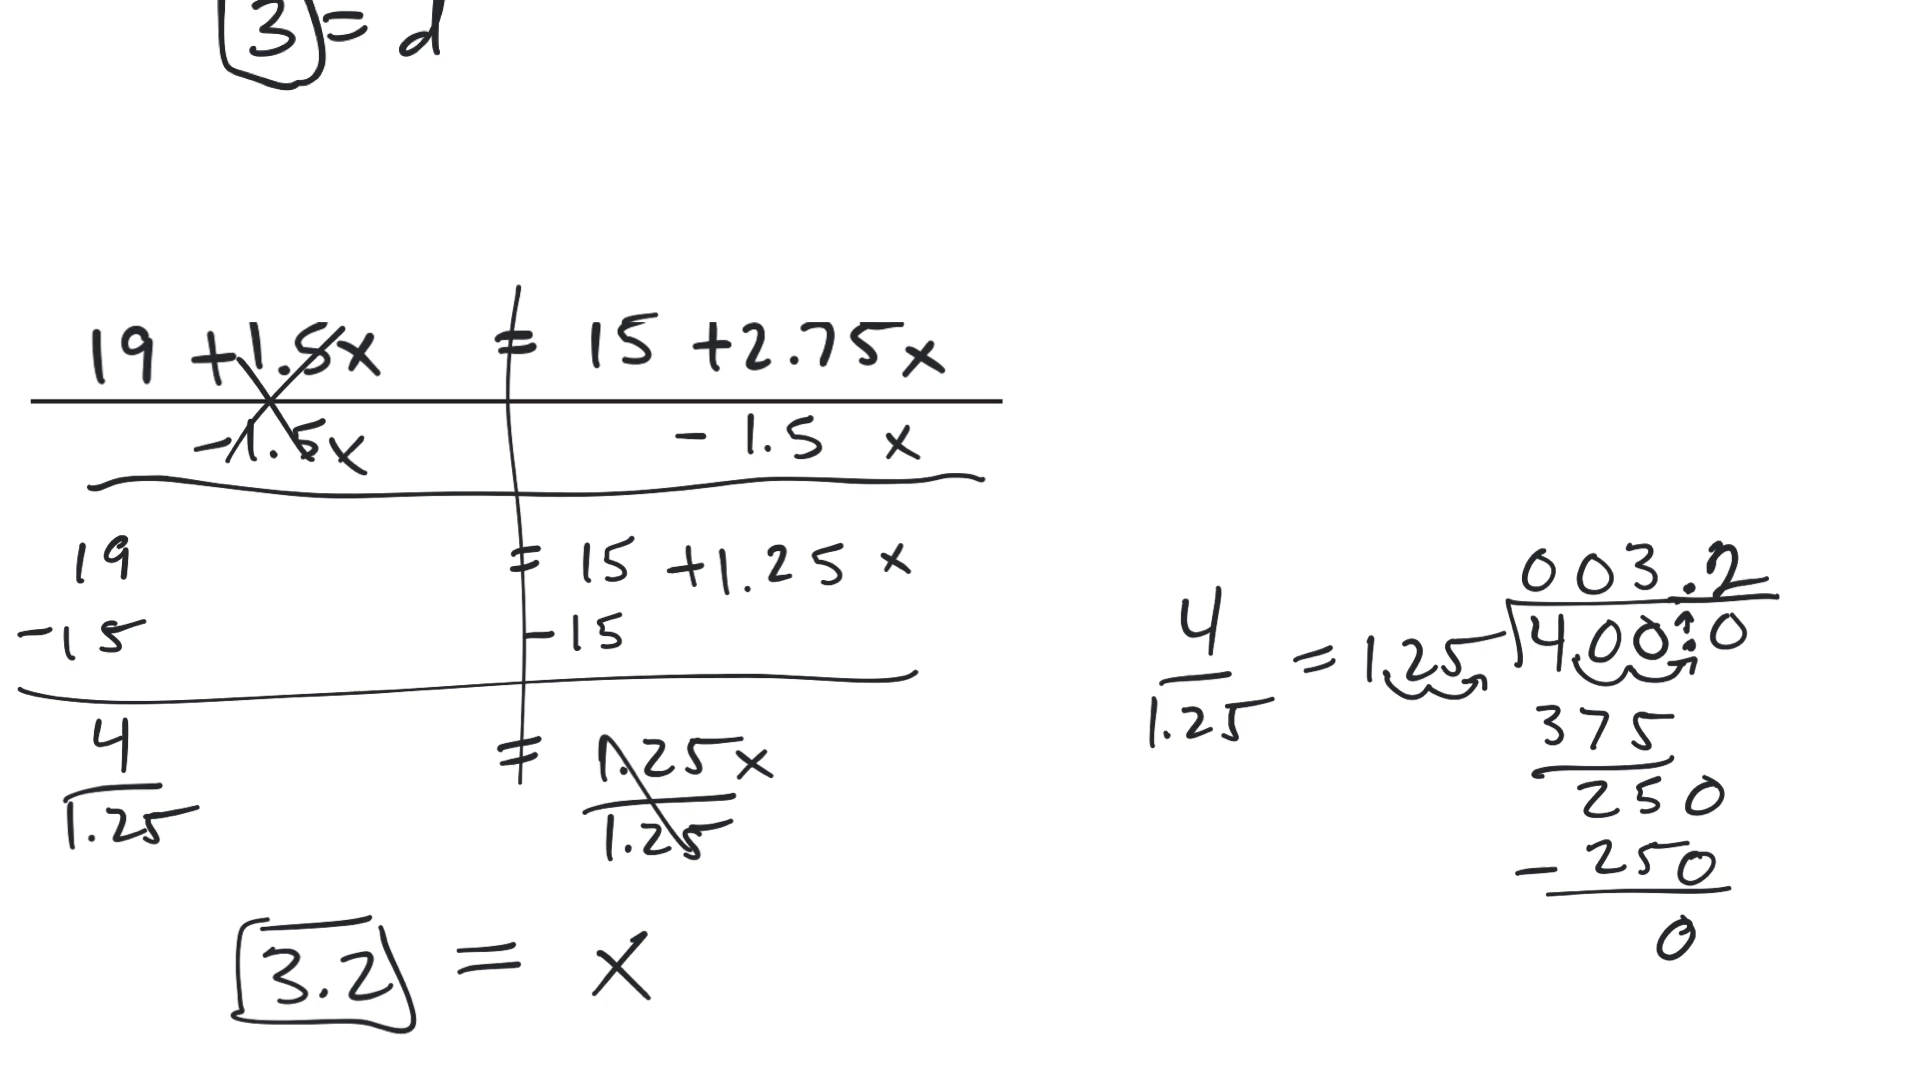 3 = d
19 + 1.5x = 15 + 2.75x
- 1.5x - 1.5 x
19 = 15 + 1.25 x
- 15 - 15
4 = 1.25x
1.25 1.25
3.2 = x
003.2
4 = 1.25 400.0
1.25
375
250
- 250
0